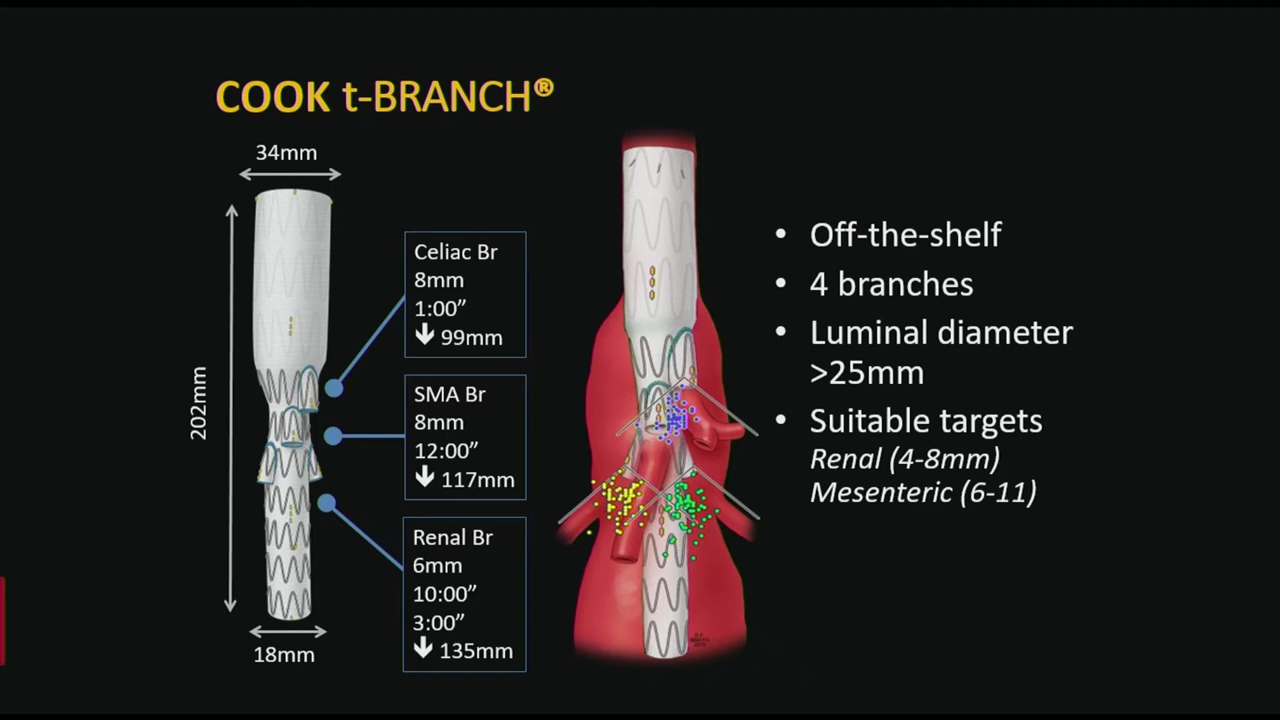 COOK t-BRANCH®
34mm
202mm
18mm
Celiac Br
8mm
1:00”
↓ 99mm
SMA Br
8mm
12:00”
↓ 117mm
Renal Br
6mm
10:00”
3:00”
↓ 135mm
• Off-the-shelf
• 4 branches
• Luminal diameter
>25mm
• Suitable targets
Renal (4-8mm)
Mesenteric (6-11)